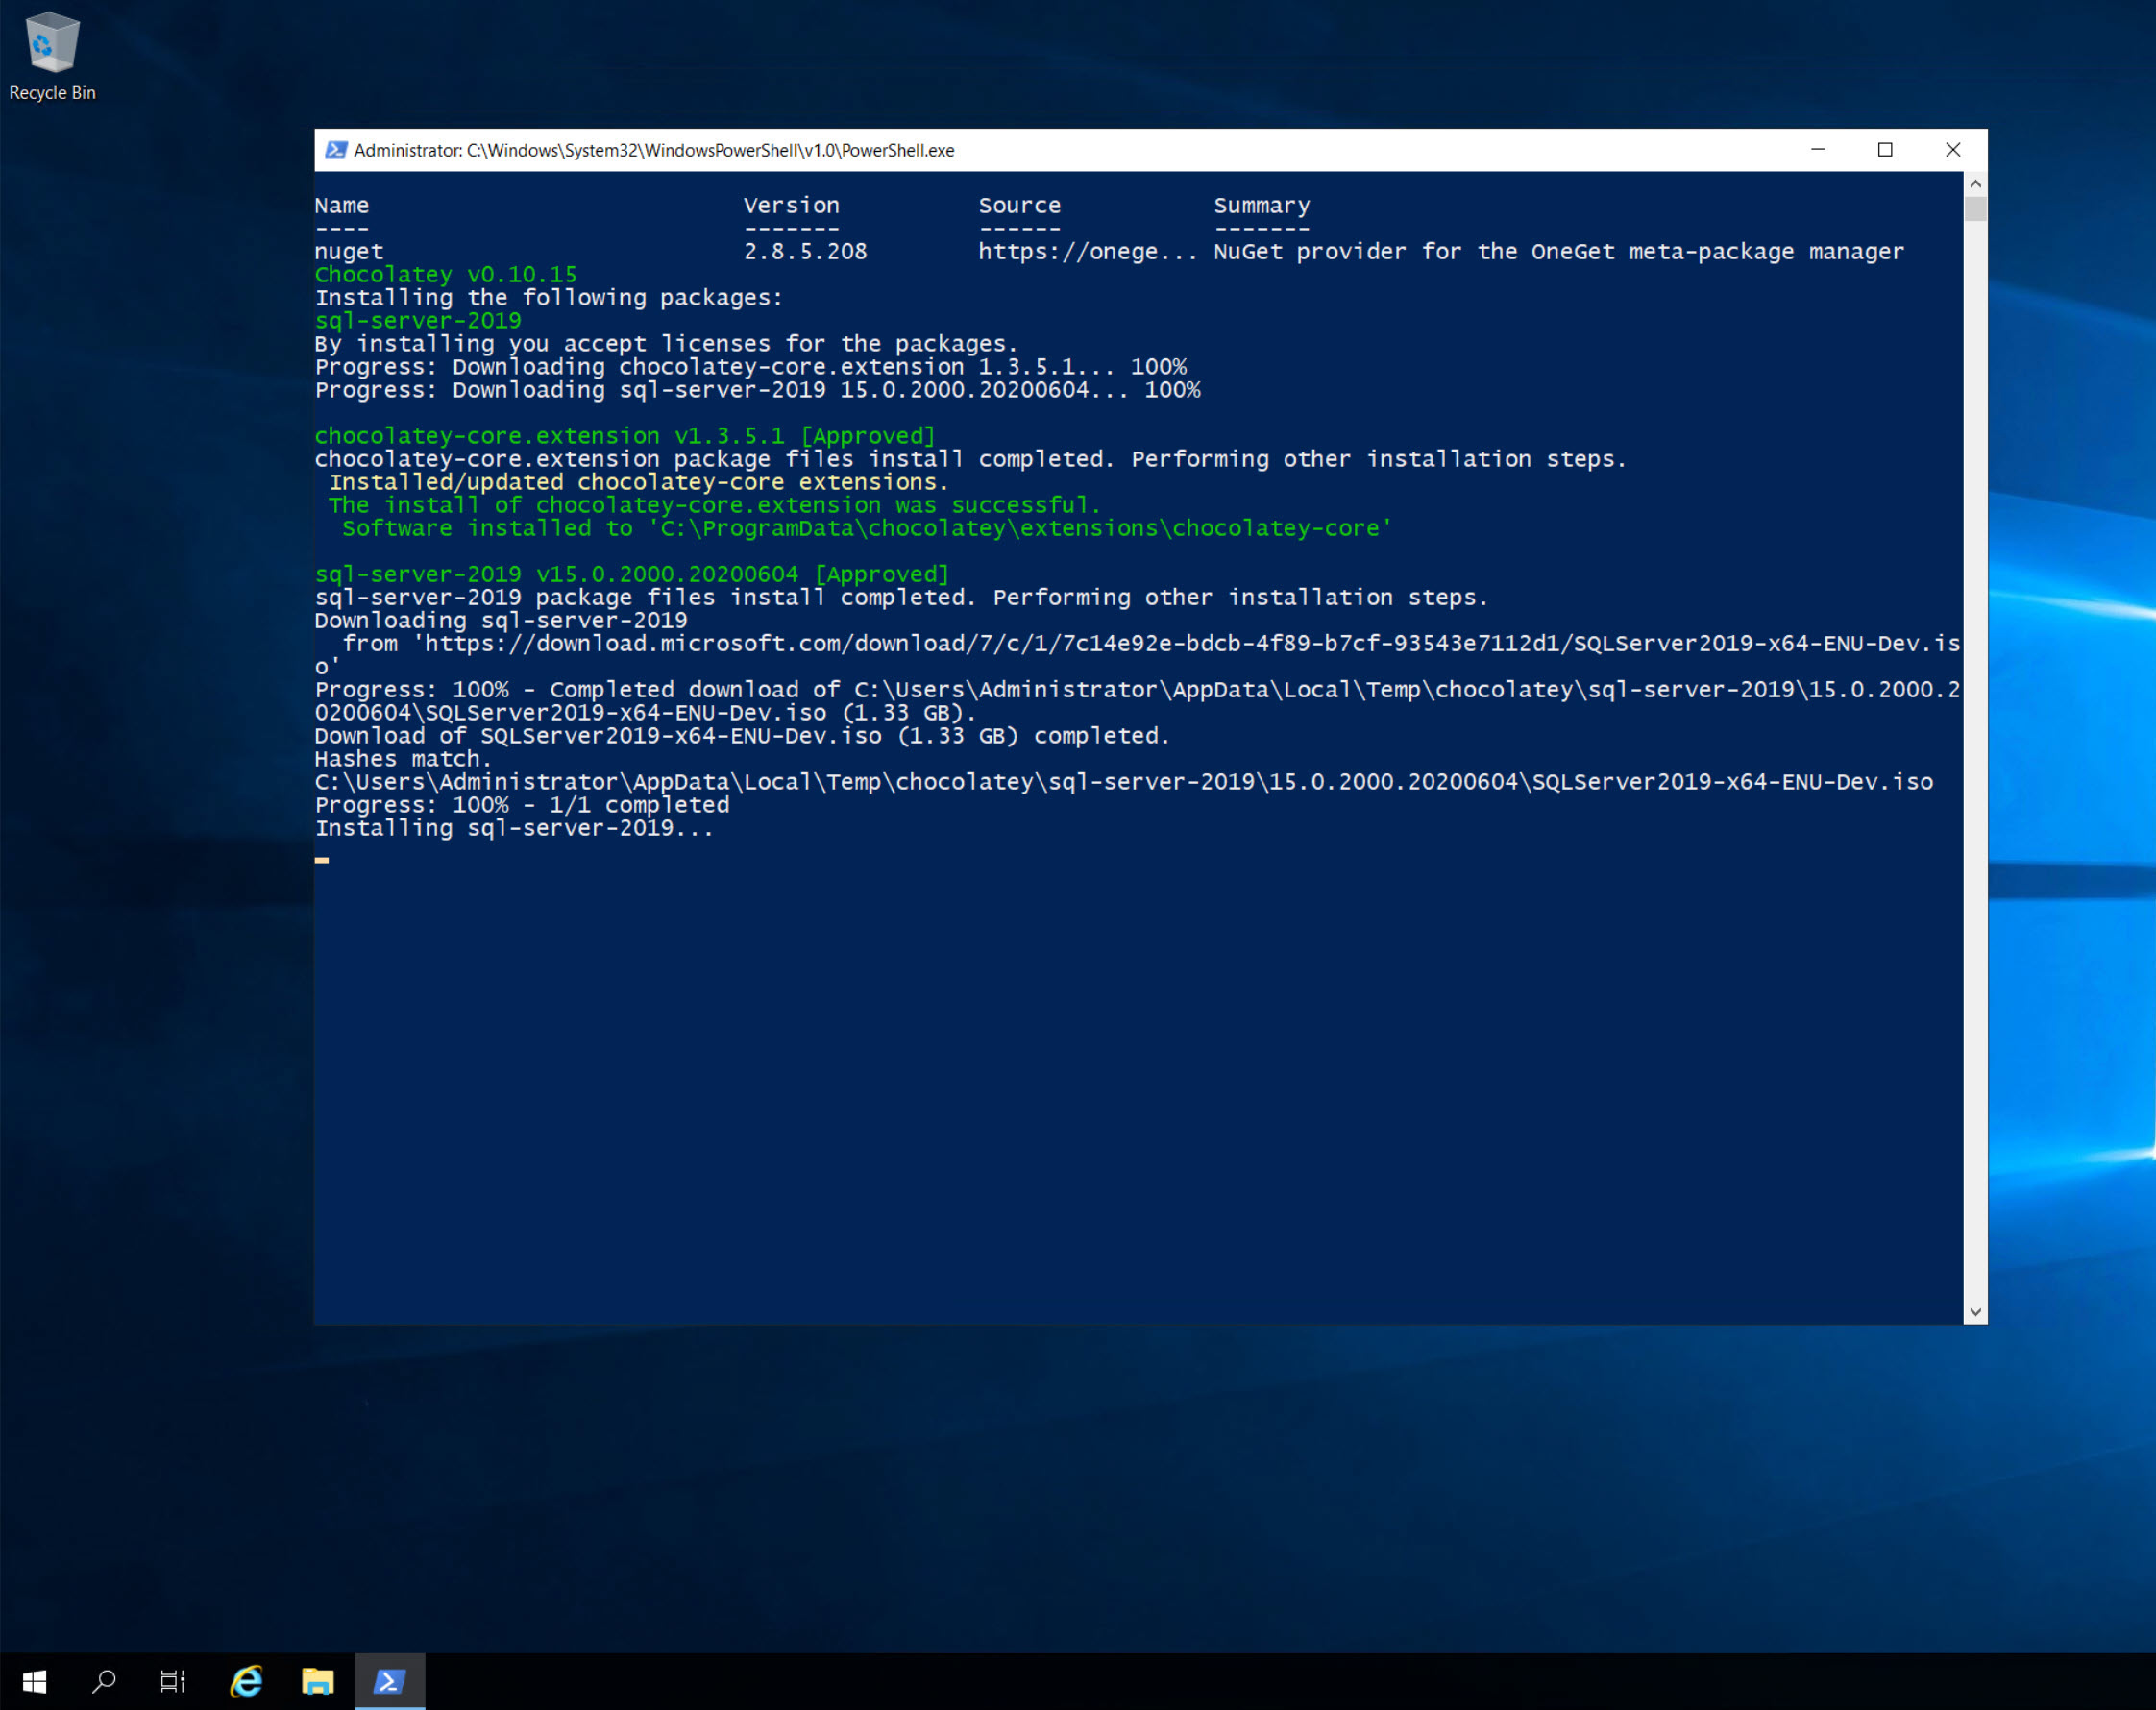 Recycle Bin
Administrator: C:\Windows\System32\WindowsPowerShell\v1.0\PowerShell.exe
Name Version Source Summary
---- ------- ------ -------
nuget 2.8.5.208 https://onege... NuGet provider for the OneGet meta-package manager
Chocolatey v0.10.15
Installing the following packages:
sql-server-2019
By installing you accept licenses for the packages.
Progress: Downloading chocolatey-core.extension 1.3.5.1... 100%
Progress: Downloading sql-server-2019 15.0.2000.20200604... 100%
chocolatey-core.extension v1.3.5.1 [Approved]
chocolatey-core.extension package files install completed. Performing other installation steps.
Installed/updated chocolatey-core extensions.
The install of chocolatey-core.extension was successful.
Software installed to 'C:\ProgramData\chocolatey\extensions\chocolatey-core'
sql-server-2019 v15.0.2000.20200604 [Approved]
sql-server-2019 package files install completed. Performing other installation steps.
Downloading sql-server-2019
from 'https://download.microsoft.com/download/7/c/1/7c14e92e-bdcb-4f89-b7cf-93543e7112d1/SQLServer2019-x64-ENU-Dev.is
o'
Progress: 100% - Completed download of C:\Users\Administrator\AppData\Local\Temp\chocolatey\sql-server-2019\15.0.2000.2
0200604\SQLServer2019-x64-ENU-Dev.iso (1.33 GB).
Download of SQLServer2019-x64-ENU-Dev.iso (1.33 GB) completed.
Hashes match.
C:\Users\Administrator\AppData\Local\Temp\chocolatey\sql-server-2019\15.0.2000.20200604\SQLServer2019-x64-ENU-Dev.iso
Progress: 100% - 1/1 completed
Installing sql-server-2019...